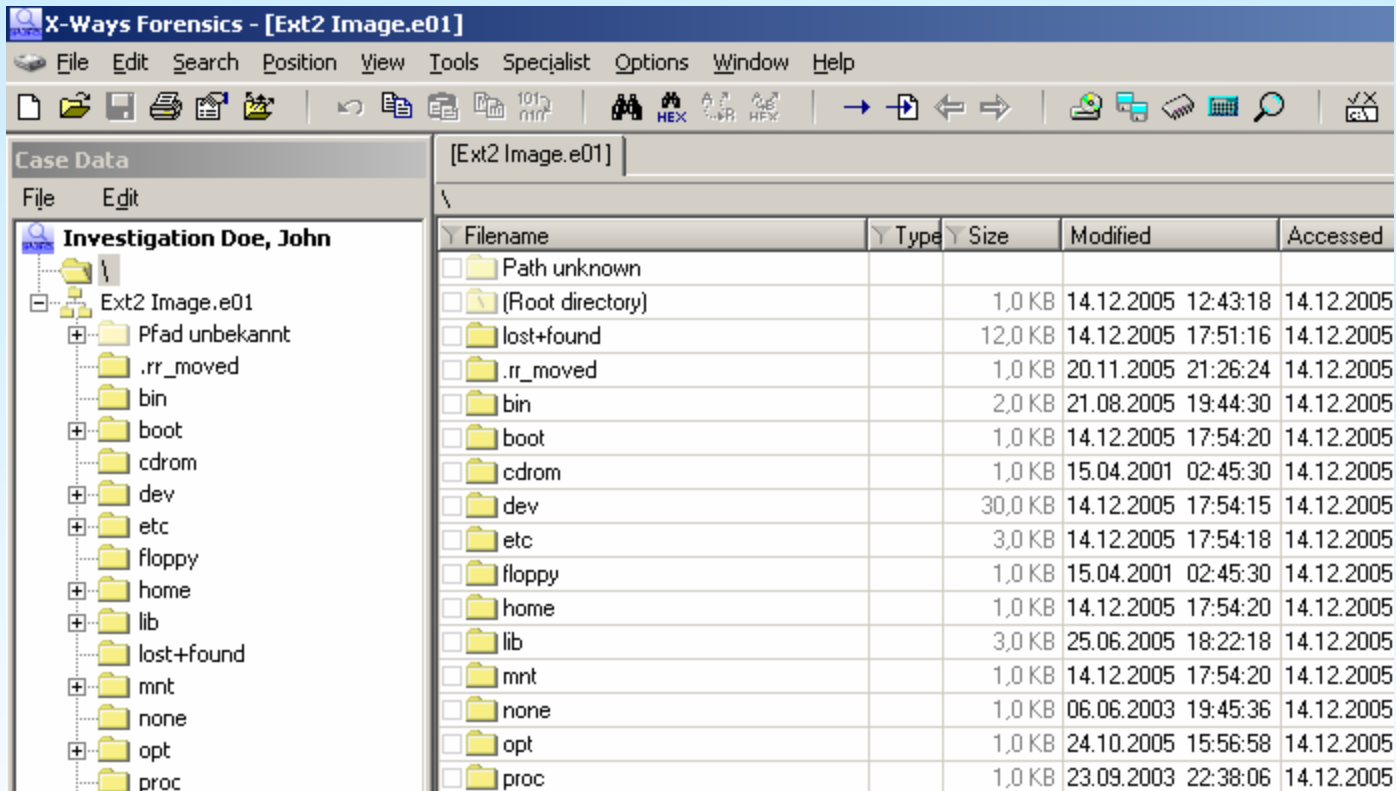 X-Ways Forensics - [Ext2 Image.e01]
File Edit Search Position View Tools Specialist Options Window Help
HEX
Case Data
File Edit
Investigation Doe, John
\
Ext2 Image.e01
Pfad unbekannt
.rr_moved
bin
boot
cdrom
dev
etc
floppy
home
lib
lost+found
mnt
none
opt
proc
[Ext2 Image.e01]
\
Filename Type Size Modified Accessed
Path unknown
(Root directory) 1,0 KB 14.12.2005 12:43:18 14.12.2005
lost+found 12,0 KB 14.12.2005 17:51:16 14.12.2005
.rr_moved 1,0 KB 20.11.2005 21:26:24 14.12.2005
bin 2,0 KB 21.08.2005 19:44:30 14.12.2005
boot 1,0 KB 14.12.2005 17:54:20 14.12.2005
cdrom 1,0 KB 15.04.2001 02:45:30 14.12.2005
dev 30,0 KB 14.12.2005 17:54:15 14.12.2005
etc 3,0 KB 14.12.2005 17:54:18 14.12.2005
floppy 1,0 KB 15.04.2001 02:45:30 14.12.2005
home 1,0 KB 14.12.2005 17:54:20 14.12.2005
lib 3,0 KB 25.06.2005 18:22:18 14.12.2005
mnt 1,0 KB 14.12.2005 17:54:20 14.12.2005
none 1,0 KB 06.06.2003 19:45:36 14.12.2005
opt 1,0 KB 24.10.2005 15:56:58 14.12.2005
proc 1,0 KB 23.09.2003 22:38:06 14.12.2005